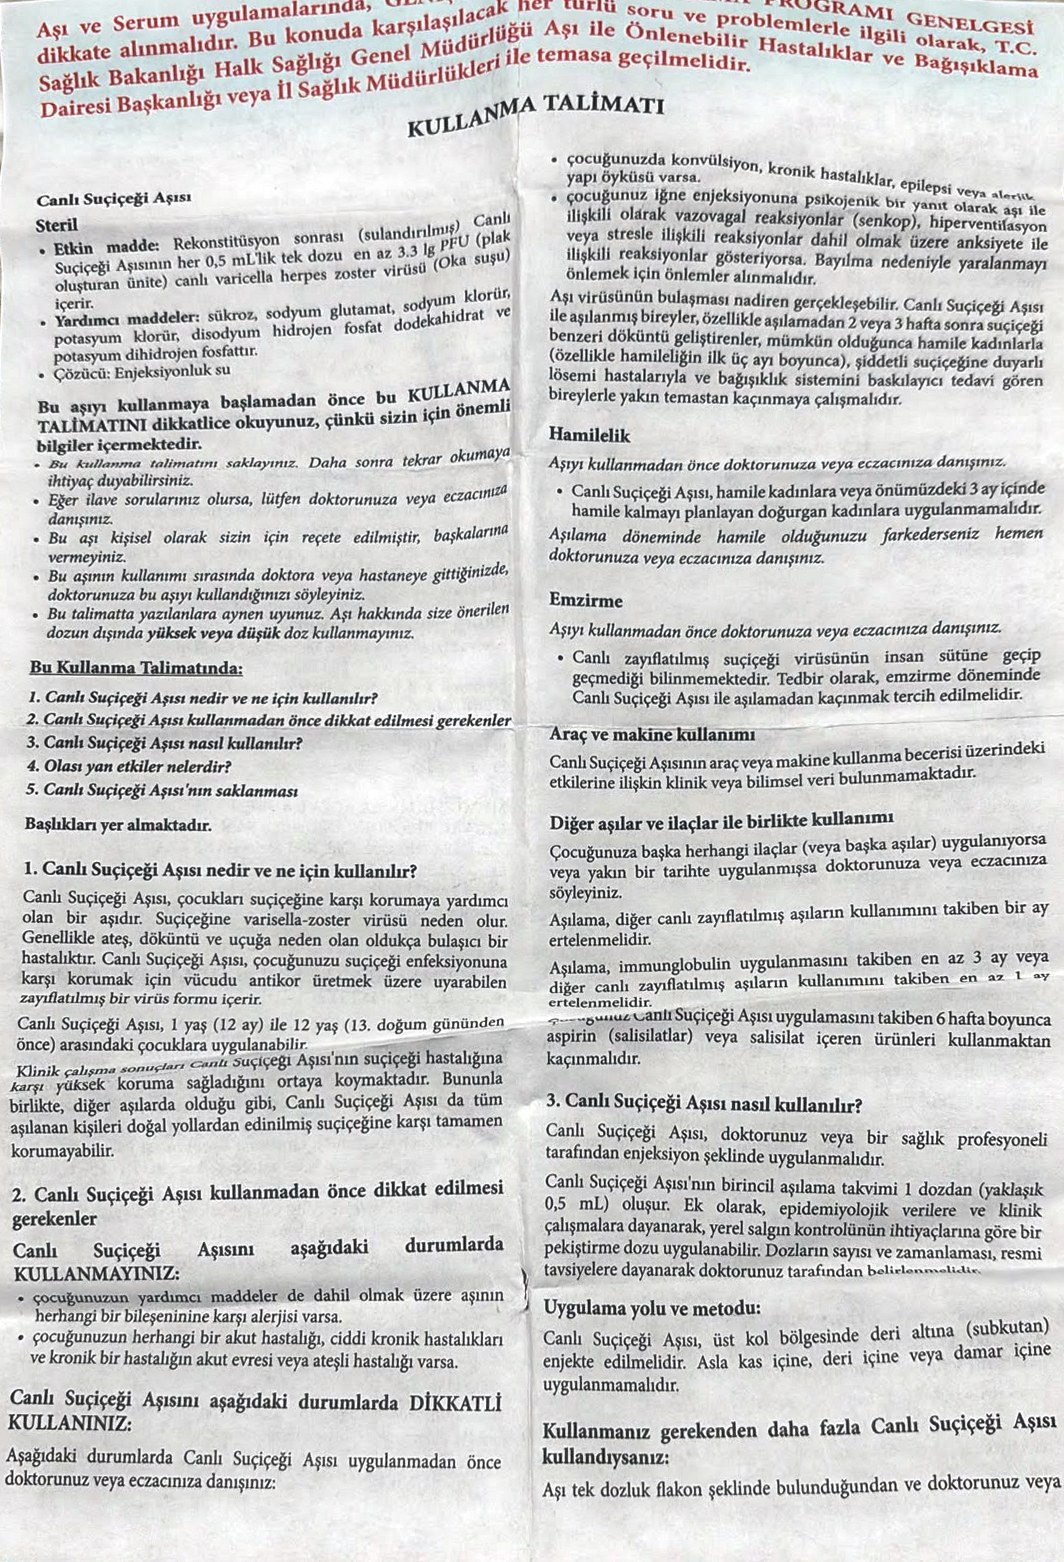 Aşı ve Serum uygulamalarında, PROGRAMI GENELGESİ
dikkate alınmalıdır. Bu konuda karşılaşılacak her türlü soru ve problemlerle ilgili olarak, T.C.
Sağlık Bakanlığı Halk Sağlığı Genel Müdürlüğü Aşı ile Önlenebilir Hastalıklar ve Bağışıklama
Dairesi Başkanlığı veya İl Sağlık Müdürlükleri ile temasa geçilmelidir.
KULLANMA TALİMATI
Canlı Suçiçeği Aşısı
Steril
• Etkin madde: Rekonstitüsyon sonrası (sulandırılmış) Canlı
Suçiçeği Aşısının her 0,5 mL'lik tek dozu en az 3.3 lg PFU (plak
oluşturan ünite) canlı varicella herpes zoster virüsü (Oka suşu)
içerir.
• Yardımcı maddeler: sükroz, sodyum glutamat, sodyum klorür,
potasyum klorür, disodyum hidrojen fosfat dodekahidrat ve
potasyum dihidrojen fosfattır.
• Çözücü: Enjeksiyonluk su
Bu aşıyı kullanmaya başlamadan önce bu KULLANMA
TALİMATINI dikkatlice okuyunuz, çünkü sizin için önemli
bilgiler içermektedir.
• Bu kullanma talimatını saklayınız. Daha sonra tekrar okumaya
ihtiyaç duyabilirsiniz.
• Eğer ilave sorularınız olursa, lütfen doktorunuza veya eczacınıza
danışınız.
• Bu aşı kişisel olarak sizin için reçete edilmiştir, başkalarına
vermeyiniz.
• Bu aşının kullanımı sırasında doktora veya hastaneye gittiğinizde,
doktorunuza bu aşıyı kullandığınızı söyleyiniz.
• Bu talimatta yazılanlara aynen uyunuz. Aşı hakkında size önerilen
dozun dışında yüksek veya düşük doz kullanmayınız.
Bu Kullanma Talimatında:
1. Canlı Suçiçeği Aşısı nedir ve ne için kullanılır?
2. Canlı Suçiçeği Aşısı kullanmadan önce dikkat edilmesi gerekenler
3. Canlı Suçiçeği Aşısı nasıl kullanılır?
4. Olası yan etkiler nelerdir?
5. Canlı Suçiçeği Aşısı'nın saklanması
Başlıkları yer almaktadır.
1. Canlı Suçiçeği Aşısı nedir ve ne için kullanılır?
Canlı Suçiçeği Aşısı, çocukları suçiçeğine karşı korumaya yardımcı
olan bir aşıdır. Suçiçeğine varisella-zoster virüsü neden olur.
Genellikle ateş, döküntü ve uçuğa neden olan oldukça bulaşıcı bir
hastalıktır. Canlı Suçiçeği Aşısı, çocuğunuzu suçiçeği enfeksiyonuna
karşı korumak için vücudu antikor üretmek üzere uyarabilen
zayıflatılmış bir virüs formu içerir.
Canlı Suçiçeği Aşısı, 1 yaş (12 ay) ile 12 yaş (13. doğum gününden
önce) arasındaki çocuklara uygulanabilir.
Klinik çalışma sonuçları Canlı Suçiçeği Aşısı'nın suçiçeği hastalığına
karşı yüksek koruma sağladığını ortaya koymaktadır. Bununla
birlikte, diğer aşılarda olduğu gibi, Canlı Suçiçeği Aşısı da tüm
aşılanan kişileri doğal yollardan edinilmiş suçiçeğine karşı tamamen
korumayabilir.
2. Canlı Suçiçeği Aşısı kullanmadan önce dikkat edilmesi
gerekenler
Canlı Suçiçeği Aşısını aşağıdaki durumlarda
KULLANMAYINIZ:
• çocuğunuzun yardımcı maddeler de dahil olmak üzere aşının
herhangi bir bileşeninine karşı alerjisi varsa.
• çocuğunuzun herhangi bir akut hastalığı, ciddi kronik hastalıkları
ve kronik bir hastalığın akut evresi veya ateşli hastalığı varsa.
Canlı Suçiçeği Aşısını aşağıdaki durumlarda DİKKATLİ
KULLANINIZ:
Aşağıdaki durumlarda Canlı Suçiçeği Aşısı uygulanmadan önce
doktorunuz veya eczacınıza danışınız:
• çocuğunuzda konvülsiyon, kronik hastalıklar, epilepsi veya alerjik
yapı öyküsü varsa.
• çocuğunuz iğne enjeksiyonuna psikojenik bir yanıt olarak aşı ile
ilişkili olarak vazovagal reaksiyonlar (senkop), hiperventilasyon
veya stresle ilişkili reaksiyonlar dahil olmak üzere anksiyete ile
ilişkili reaksiyonlar gösteriyorsa. Bayılma nedeniyle yaralanmayı
önlemek için önlemler alınmalıdır.
Aşı virüsünün bulaşması nadiren gerçekleşebilir. Canlı Suçiçeği Aşısı
ile aşılanmış bireyler, özellikle aşılamadan 2 veya 3 hafta sonra suçiçeği
benzeri döküntü geliştirenler, mümkün olduğunca hamile kadınlarla
(özellikle hamileliğin ilk üç ayı boyunca), şiddetli suçiçeğine duyarlı
lösemi hastalarıyla ve bağışıklık sistemini baskılayıcı tedavi gören
bireylerle yakın temastan kaçınmaya çalışmalıdır.
Hamilelik
Aşıyı kullanmadan önce doktorunuza veya eczacınıza danışınız.
• Canlı Suçiçeği Aşısı, hamile kadınlara veya önümüzdeki 3 ay içinde
hamile kalmayı planlayan doğurgan kadınlara uygulanmamalıdır.
Aşılama döneminde hamile olduğunuzu farkederseniz hemen
doktorunuza veya eczacınıza danışınız.
Emzirme
Aşıyı kullanmadan önce doktorunuza veya eczacınıza danışınız.
• Canlı zayıflatılmış suçiçeği virüsünün insan sütüne geçip
geçmediği bilinmemektedir. Tedbir olarak, emzirme döneminde
Canlı Suçiçeği Aşısı ile aşılamadan kaçınmak tercih edilmelidir.
Araç ve makine kullanımı
Canlı Suçiçeği Aşısının araç veya makine kullanma becerisi üzerindeki
etkilerine ilişkin klinik veya bilimsel veri bulunmamaktadır.
Diğer aşılar ve ilaçlar ile birlikte kullanımı
Çocuğunuza başka herhangi ilaçlar (veya başka aşılar) uygulanıyorsa
veya yakın bir tarihte uygulanmışsa doktorunuza veya eczacınıza
söyleyiniz.
Aşılama, diğer canlı zayıflatılmış aşıların kullanımını takiben bir ay
ertelenmelidir.
Aşılama, immunglobulin uygulanmasını takiben en az 3 ay veya
diğer canlı zayıflatılmış aşıların kullanımını takiben en az 1 ay
ertelenmelidir.
Canlı Suçiçeği Aşısı uygulamasını takiben 6 hafta boyunca
aspirin (salisilatlar) veya salisilat içeren ürünleri kullanmaktan
kaçınmalıdır.
3. Canlı Suçiçeği Aşısı nasıl kullanılır?
Canlı Suçiçeği Aşısı, doktorunuz veya bir sağlık profesyoneli
tarafından enjeksiyon şeklinde uygulanmalıdır.
Canlı Suçiçeği Aşısı'nın birincil aşılama takvimi 1 dozdan (yaklaşık
0,5 mL) oluşur. Ek olarak, epidemiyolojik verilere ve klinik
çalışmalara dayanarak, yerel salgın kontrolünün ihtiyaçlarına göre bir
pekiştirme dozu uygulanabilir. Dozların sayısı ve zamanlaması, resmi
tavsiyelere dayanarak doktorunuz tarafından belirlenmelidir.
Uygulama yolu ve metodu:
Canlı Suçiçeği Aşısı, üst kol bölgesinde deri altına (subkutan)
enjekte edilmelidir. Asla kas içine, deri içine veya damar içine
uygulanmamalıdır.
Kullanmanız gerekenden daha fazla Canlı Suçiçeği Aşısı
kullandıysanız:
Aşı tek dozluk flakon şeklinde bulunduğundan ve doktorunuz veya